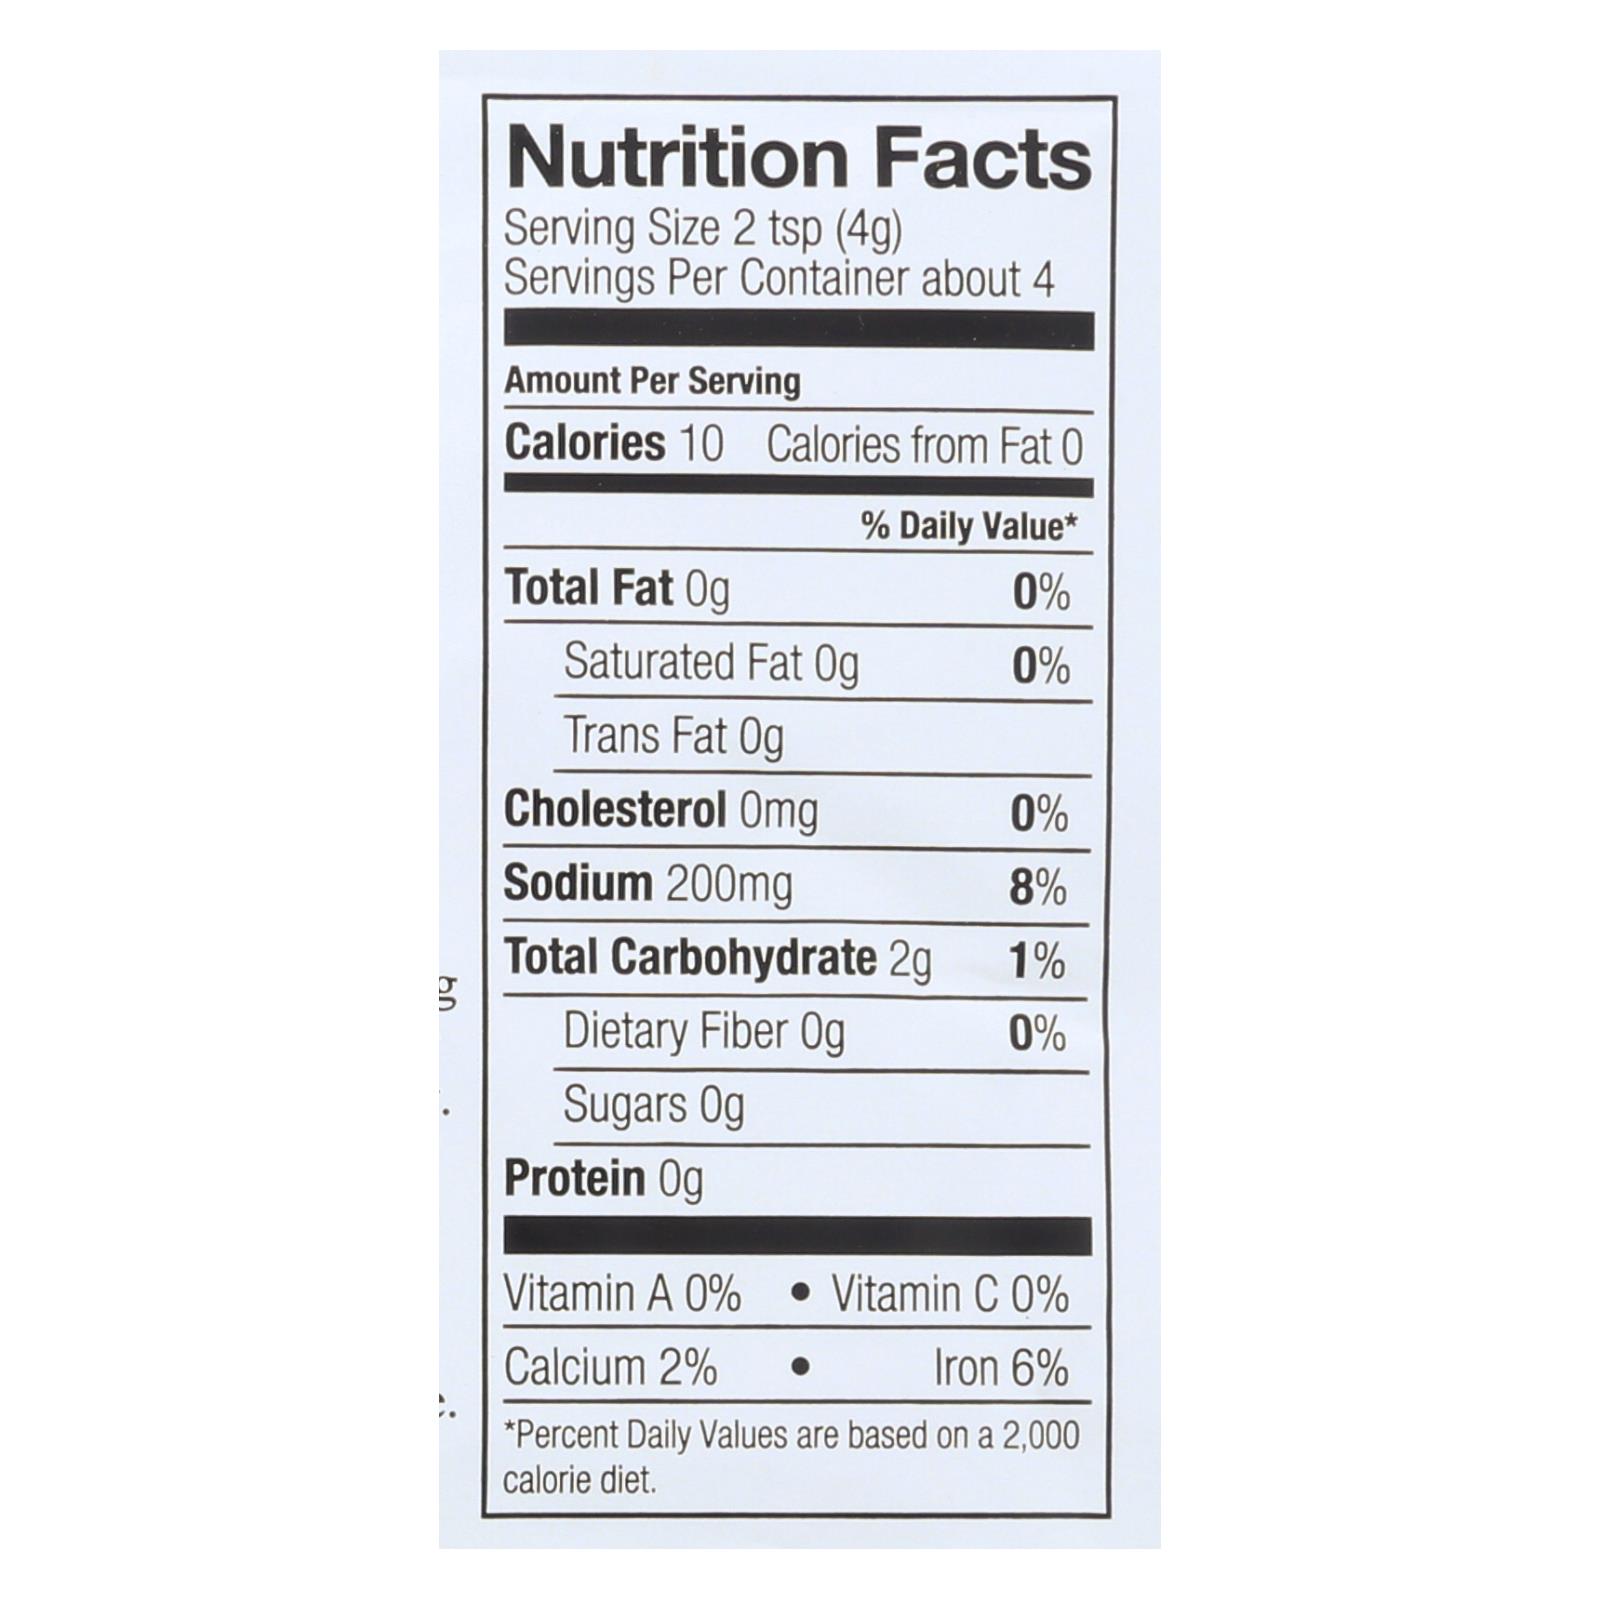 Nutrition Facts
Serving Size 2 tsp (4g)
Servings Per Container about 4
Amount Per Serving
Calories 10 Calories from Fat 0
% Daily Value*
Total Fat 0g 0%
Saturated Fat 0g 0%
Trans Fat 0g
Cholesterol 0mg 0%
Sodium 200mg 8%
Total Carbohydrate 2g 1%
g
Dietary Fiber 0g 0%
Sugars 0g
Protein 0g
Vitamin A 0% • Vitamin C 0%
Calcium 2% • Iron 6%
*Percent Daily Values are based on a 2,000
calorie diet.